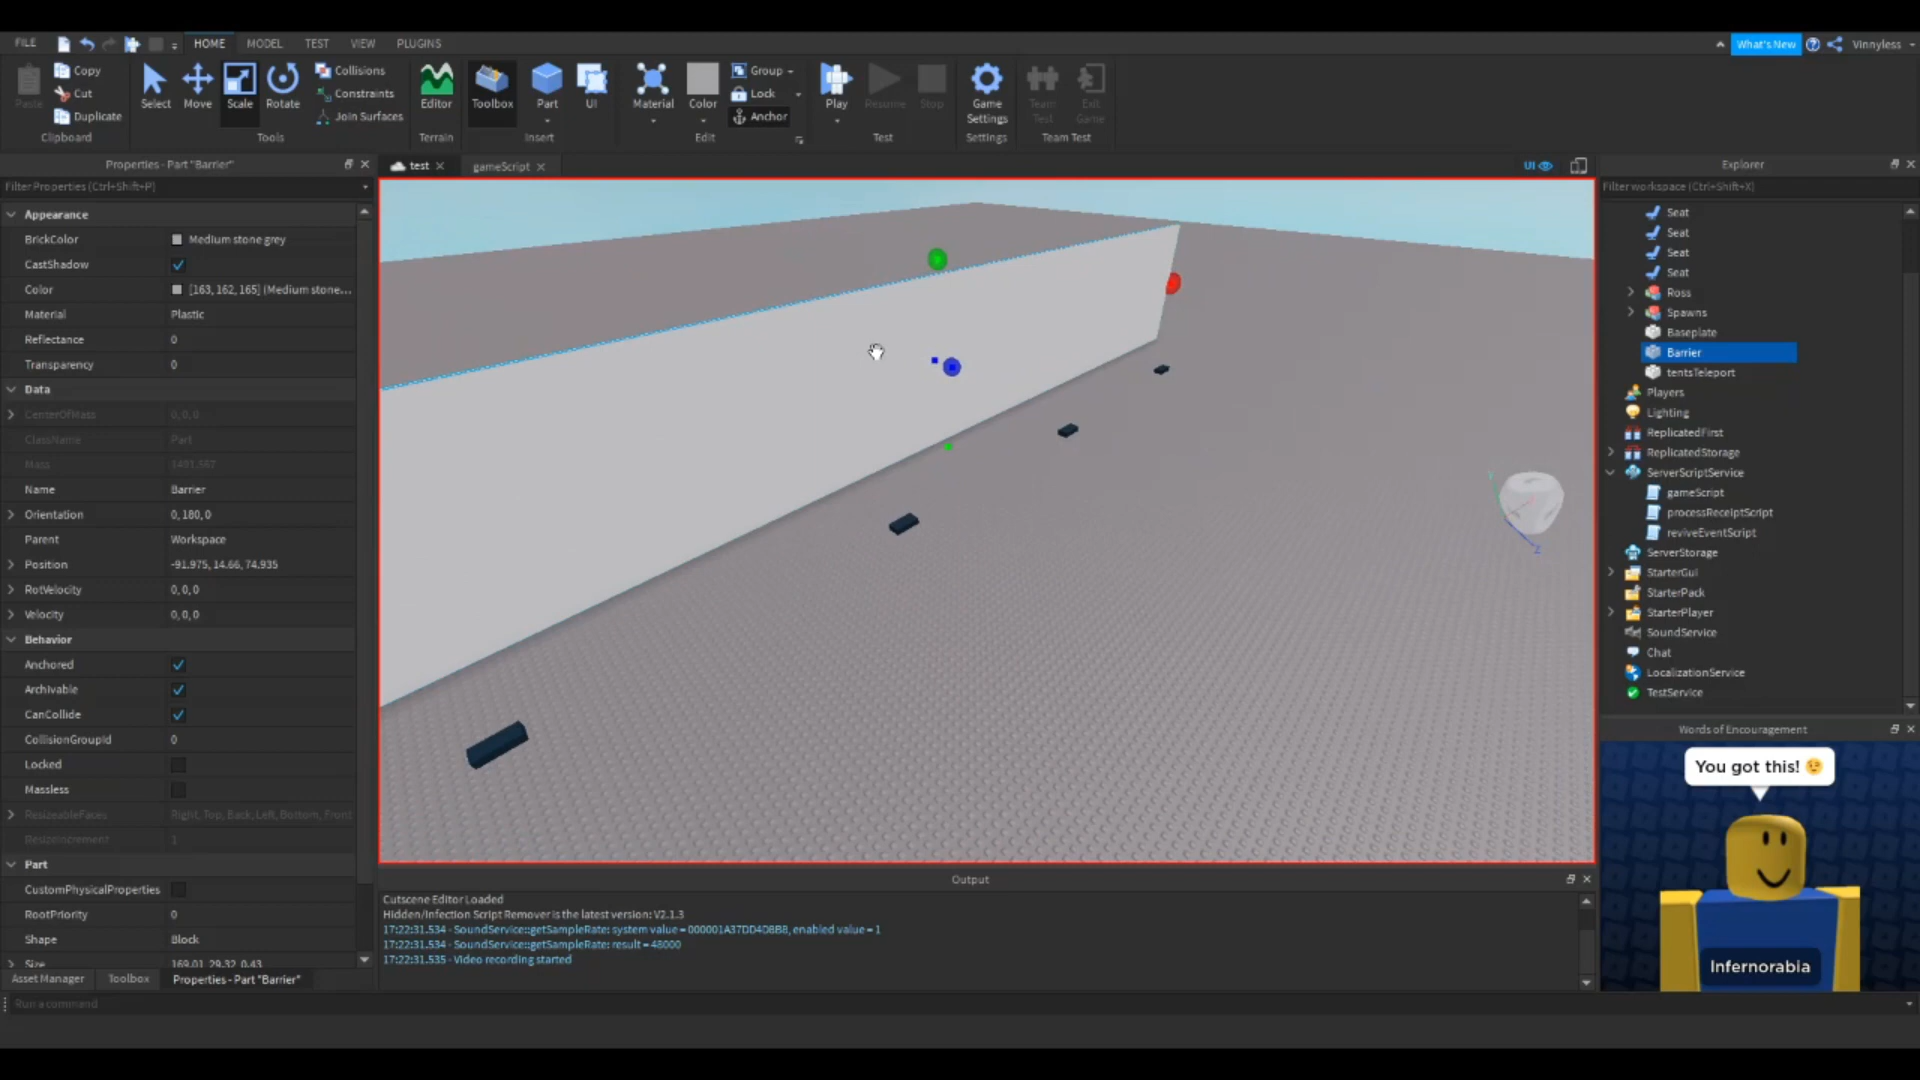 FILE
HOME
MODEL
TEST
VIEW
PLUGINS
What's New
Vinnyless
Paste
Copy
Cut
Duplicate
Clipboard
Select
Move
Scale
Rotate
Collisions
Constraints
Join Surfaces
Tools
Editor
Terrain
Toolbox
Part
UI
Insert
Material
Color
Group
Lock
Anchor
Edit
Play
Resume
Stop
Test
Game
Settings
Settings
Team
Test
Exit
Game
Team Test
Properties - Part "Barrier"
Filter Properties (Ctrl+Shift+P)
Appearance
BrickColor Medium stone grey
CastShadow
Color [163, 162, 165] (Medium stone...
Material Plastic
Reflectance 0
Transparency 0
Data
CenterOfMass 0, 0, 0
ClassName Part
Mass
Name Barrier
Orientation 0, 180, 0
Parent Workspace
Position -91.975, 14.66, 74.935
RotVelocity 0, 0, 0
Velocity 0, 0, 0
Behavior
Anchored
Archivable
CanCollide
CollisionGroupId 0
Locked
Massless
ResizeableFaces Right, Top, Back, Left, Bottom, Front
ResizeIncrement 1
Part
CustomPhysicalProperties
RootPriority 0
Shape Block
Size 169.01, 29.32, 0.43
Asset Manager
Toolbox
Properties - Part "Barrier"
Run a command
test
gameScript
UI
Z
Output
Cutscene Editor Loaded
Hidden/Infection Script Remover is the latest version: V2.1.3
17:22:31.534 - SoundService::getSampleRate: system value = 000001A37DD4D8B8, enabled value = 1
17:22:31.534 - SoundService::getSampleRate: result = 48000
17:22:31.535 - Video recording started
Explorer
Filter workspace (Ctrl+Shift+X)
Seat
Seat
Seat
Seat
Ross
Spawns
Baseplate
Barrier
tentsTeleport
Players
Lighting
ReplicatedFirst
ReplicatedStorage
ServerScriptService
gameScript
processReceiptScript
reviveEventScript
ServerStorage
StarterGui
StarterPack
StarterPlayer
SoundService
Chat
LocalizationService
TestService
Words of Encouragement
You got this! 😉
Infernorabia